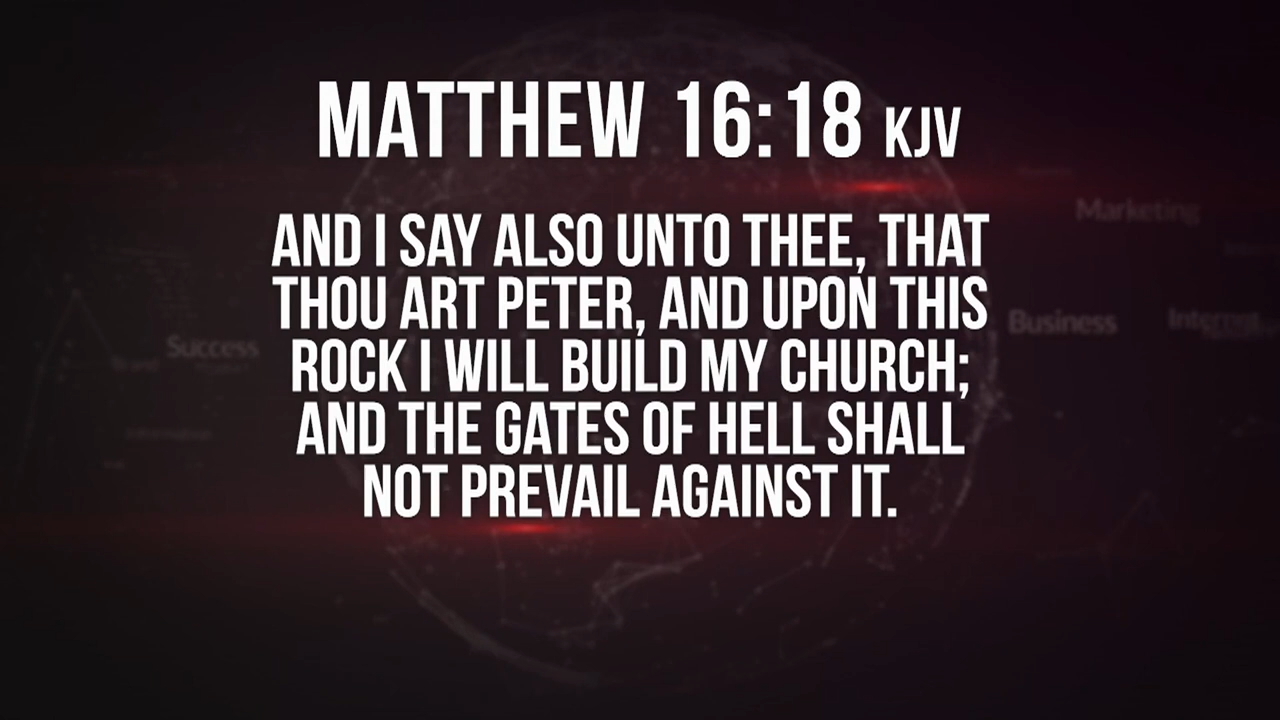 MATTHEW 16:18 KJV
AND I SAY ALSO UNTO THEE, THAT
THOU ART PETER, AND UPON THIS
ROCK I WILL BUILD MY CHURCH;
AND THE GATES OF HELL SHALL
NOT PREVAIL AGAINST IT.
Marketing
Business
Internet
Success